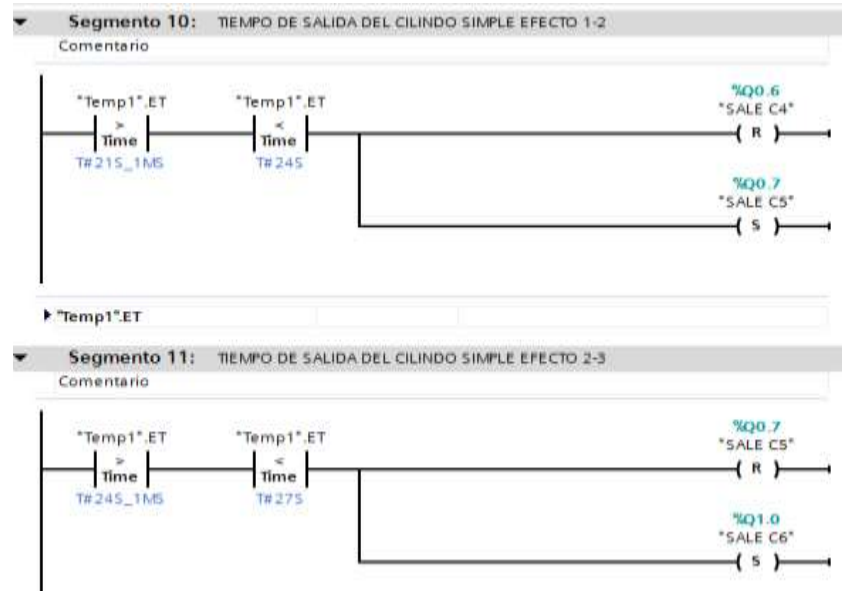 Segmento 10: TIEMPO DE SALIDA DEL CILINDO SIMPLE EFECTO 1-2
Comentario
"Temp1".ET
>
Time
T#21S_1MS
"Temp1".ET
<
Time
T#24S
%Q0.6
"SALE C4"
( R )
%Q0.7
"SALE C5"
( S )
"Temp1".ET
Segmento 11: TIEMPO DE SALIDA DEL CILINDO SIMPLE EFECTO 2-3
Comentario
"Temp1".ET
>
Time
T#24S_1MS
"Temp1".ET
<
Time
T#27S
%Q0.7
"SALE C5"
( R )
%Q1.0
"SALE C6"
( S )